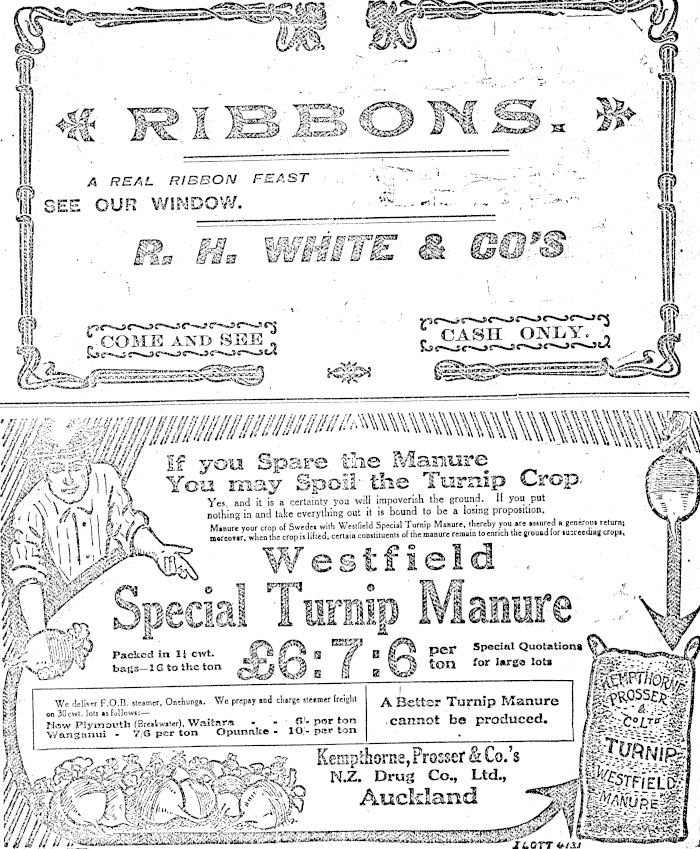 RIBBONS.
A REAL RIBBON FEAST
SEE OUR WINDOW.
R. H. WHITE & CO'S
COME AND SEE
CASH ONLY.
If you Spare the Manure
You may Spoil the Turnip Crop
Yes, and it is a certainty you will impoverish the ground. If you put
nothing in and take everything out it is bound to be a losing proposition.
Manure your crop of Swedes with Westfield Special Turnip Manure, thereby you are assured a generous return;
moreover, when the crop is lifted, certain constituents of the manure remain to enrich the ground for succeeding crops.
Westfield
Special Turnip Manure
Packed in 1¼ cwt.
bags—16 to the ton
£6:7:6 per ton
Special Quotations
for large lots
We deliver F.O.B. steamer, Onehunga. We prepay and charge steamer freight
on 30 cwt. lots as follows:—
New Plymouth (Breakwater), Waitara - - 6/- per ton
Wanganui - 7/6 per ton Opunake - 10/- per ton
A Better Turnip Manure
cannot be produced.
Kempthorne, Prosser & Co.'s
N.Z. Drug Co., Ltd.,
Auckland
KEMPTHORNE
PROSSER
&
Co LTD
TURNIP
WESTFIELD
MANURE
ILOTT 6131